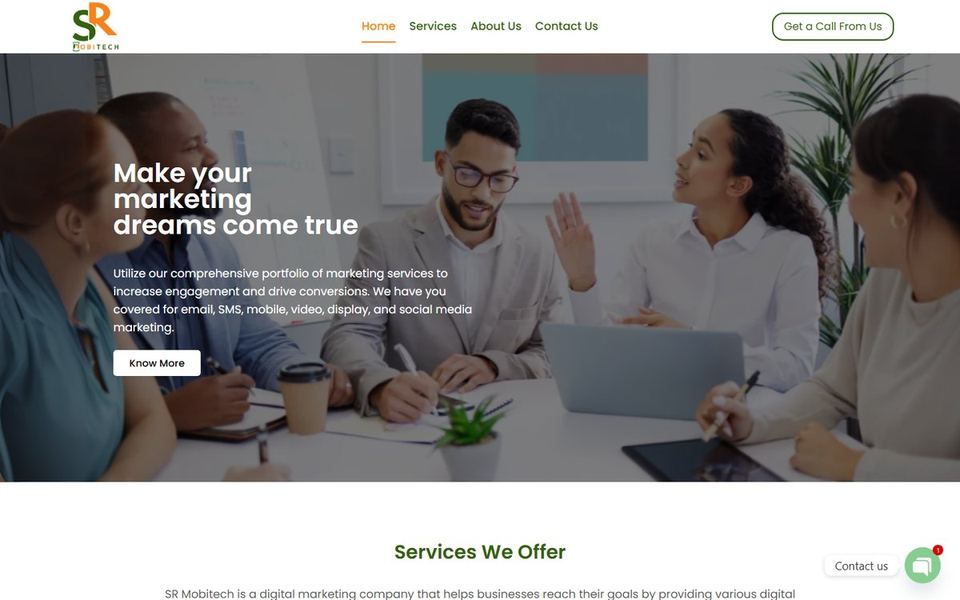 SR
MOBITECH
Home
Services
About Us
Contact Us
Get a Call From Us
Make your
marketing
dreams come true
Utilize our comprehensive portfolio of marketing services to
increase engagement and drive conversions. We have you
covered for email, SMS, mobile, video, display, and social media
marketing.
Know More
Services We Offer
Contact us
1
SR Mobitech is a digital marketing company that helps businesses reach their goals by providing various digital